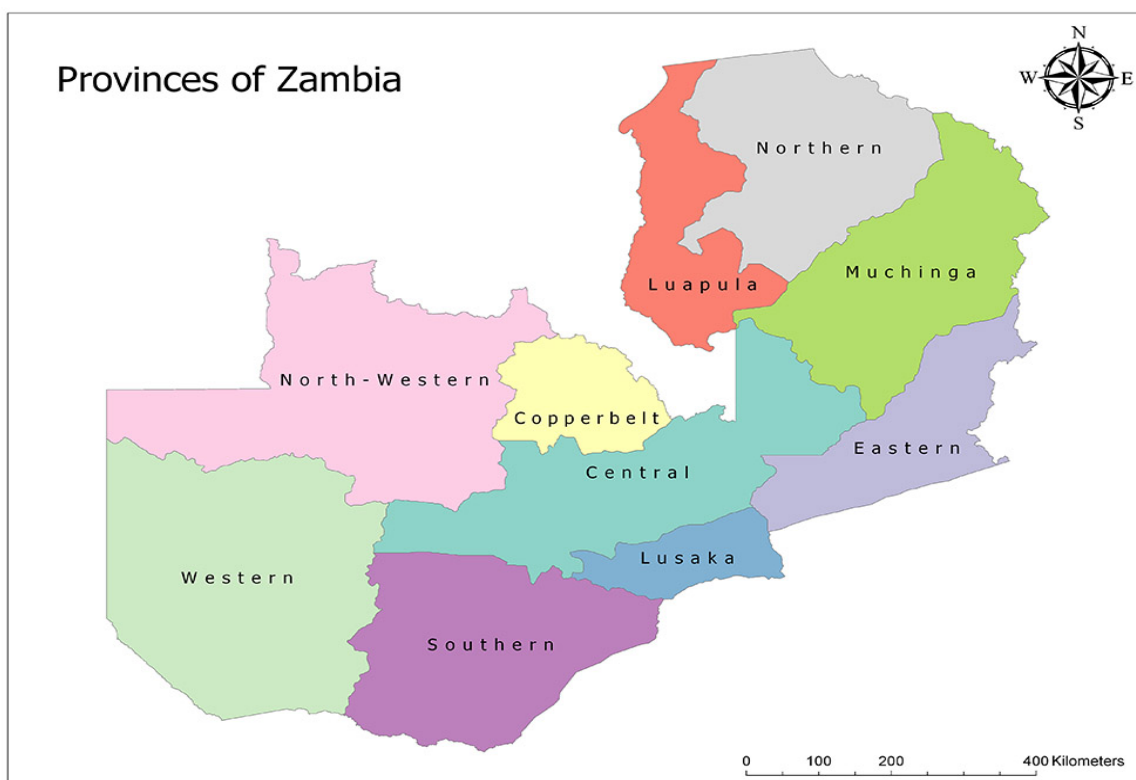 Provinces of Zambia
N
W E
S
Northern
Luapula
Muchinga
North-Western
Copperbelt
Eastern
Central
Lusaka
Western
Southern
0 100 200 400 Kilometers